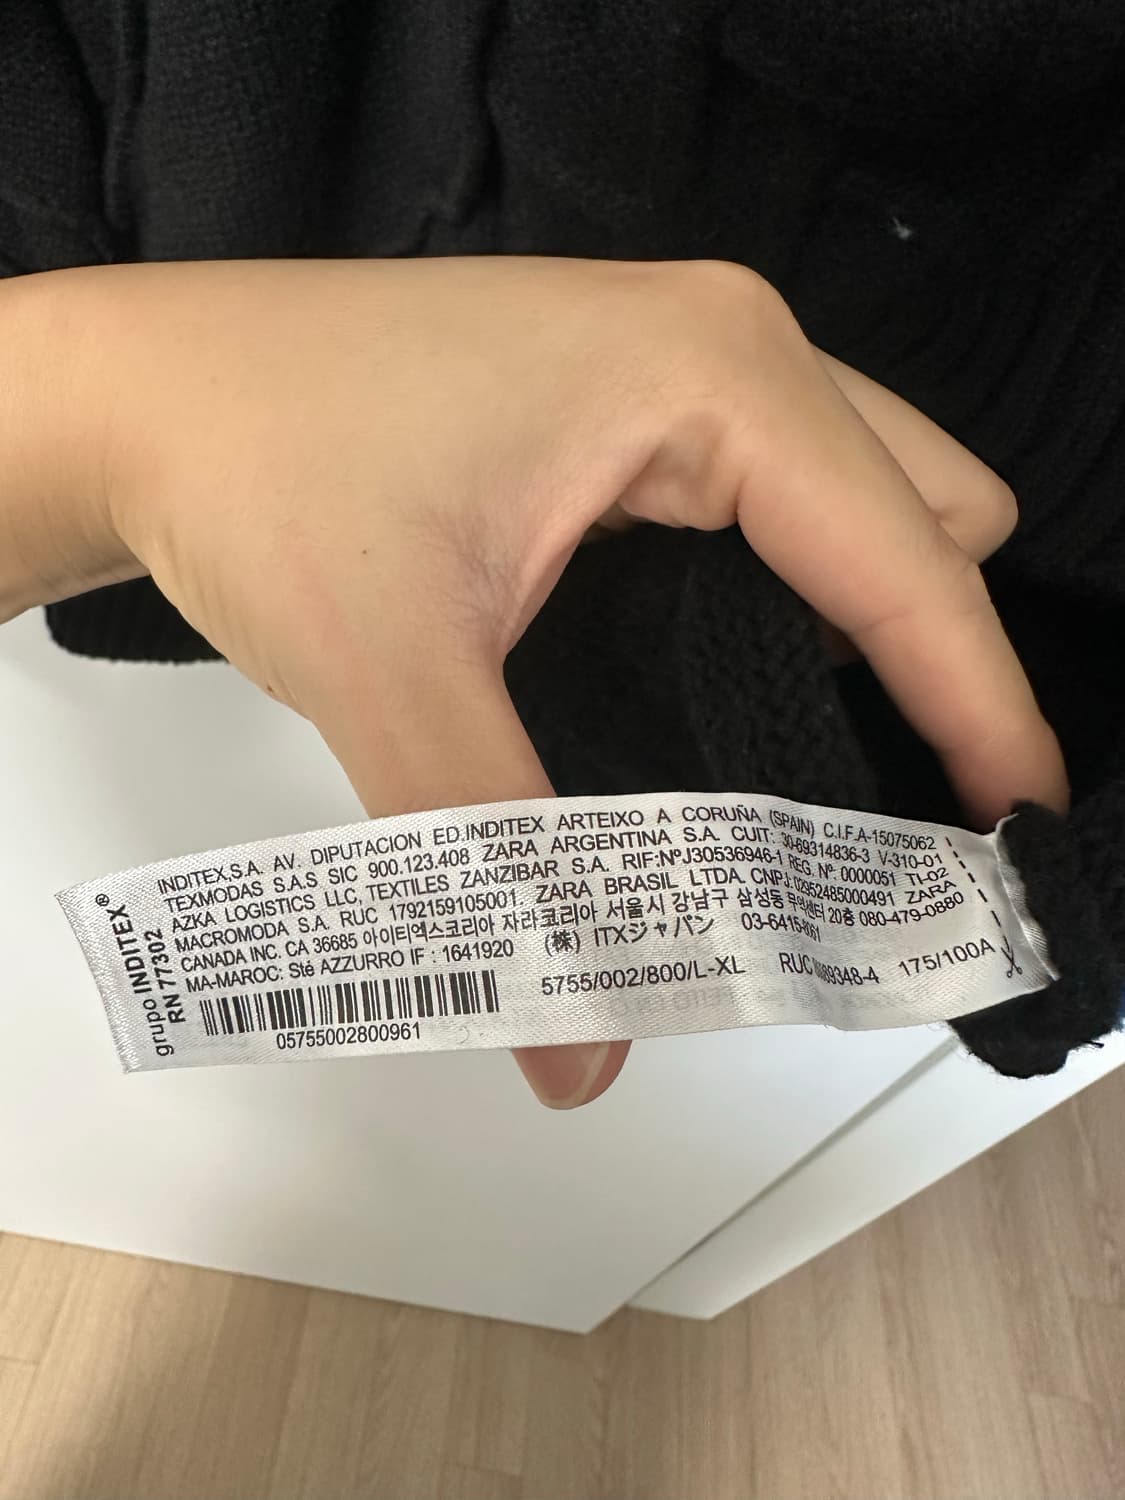 grupo INDITEX®
RN 77302
INDITEX,S.A. AV. DIPUTACION ED.INDITEX ARTEIXO A CORUÑA (SPAIN) C.I.F.A-15075062
TEXMODAS S.A.S SIC 900.123.408 ZARA ARGENTINA S.A. CUIT: 30-69314836-3 V-310-01
AZKA LOGISTICS LLC, TEXTILES ZANZIBAR S.A. RIF:NºJ30536946-1 REG. Nº. 0000051 TI-02
MACROMODA S.A. RUC 1792159105001. ZARA BRASIL LTDA. CNPJ:02952485000491 ZARA
CANADA INC. CA 36685 아이티엑스코리아 자라코리아 서울시 강남구 삼성동 무역센터 20층 080-479-0880
MA-MAROC: Sté AZZURRO IF : 1641920 (株) ITXジャパン
5755/002/800/L-XL 175/100A
05755002800961